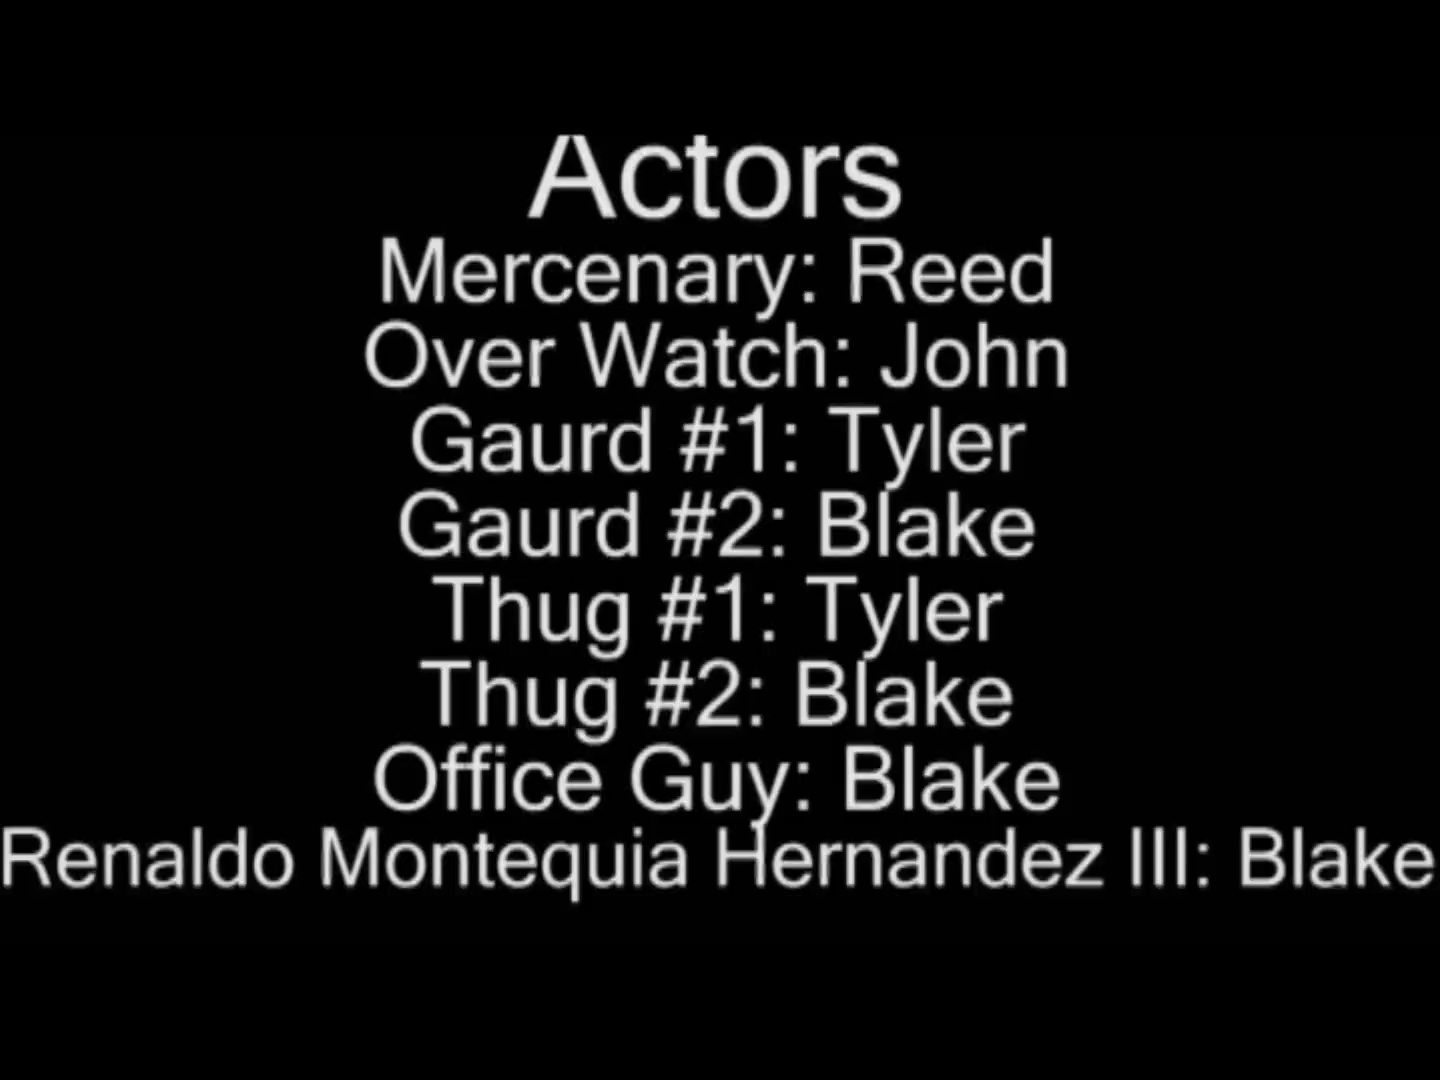 Actors
Mercenary: Reed
Over Watch: John
Gaurd #1: Tyler
Gaurd #2: Blake
Thug #1: Tyler
Thug #2: Blake
Office Guy: Blake
Renaldo Montequia Hernandez III: Blake